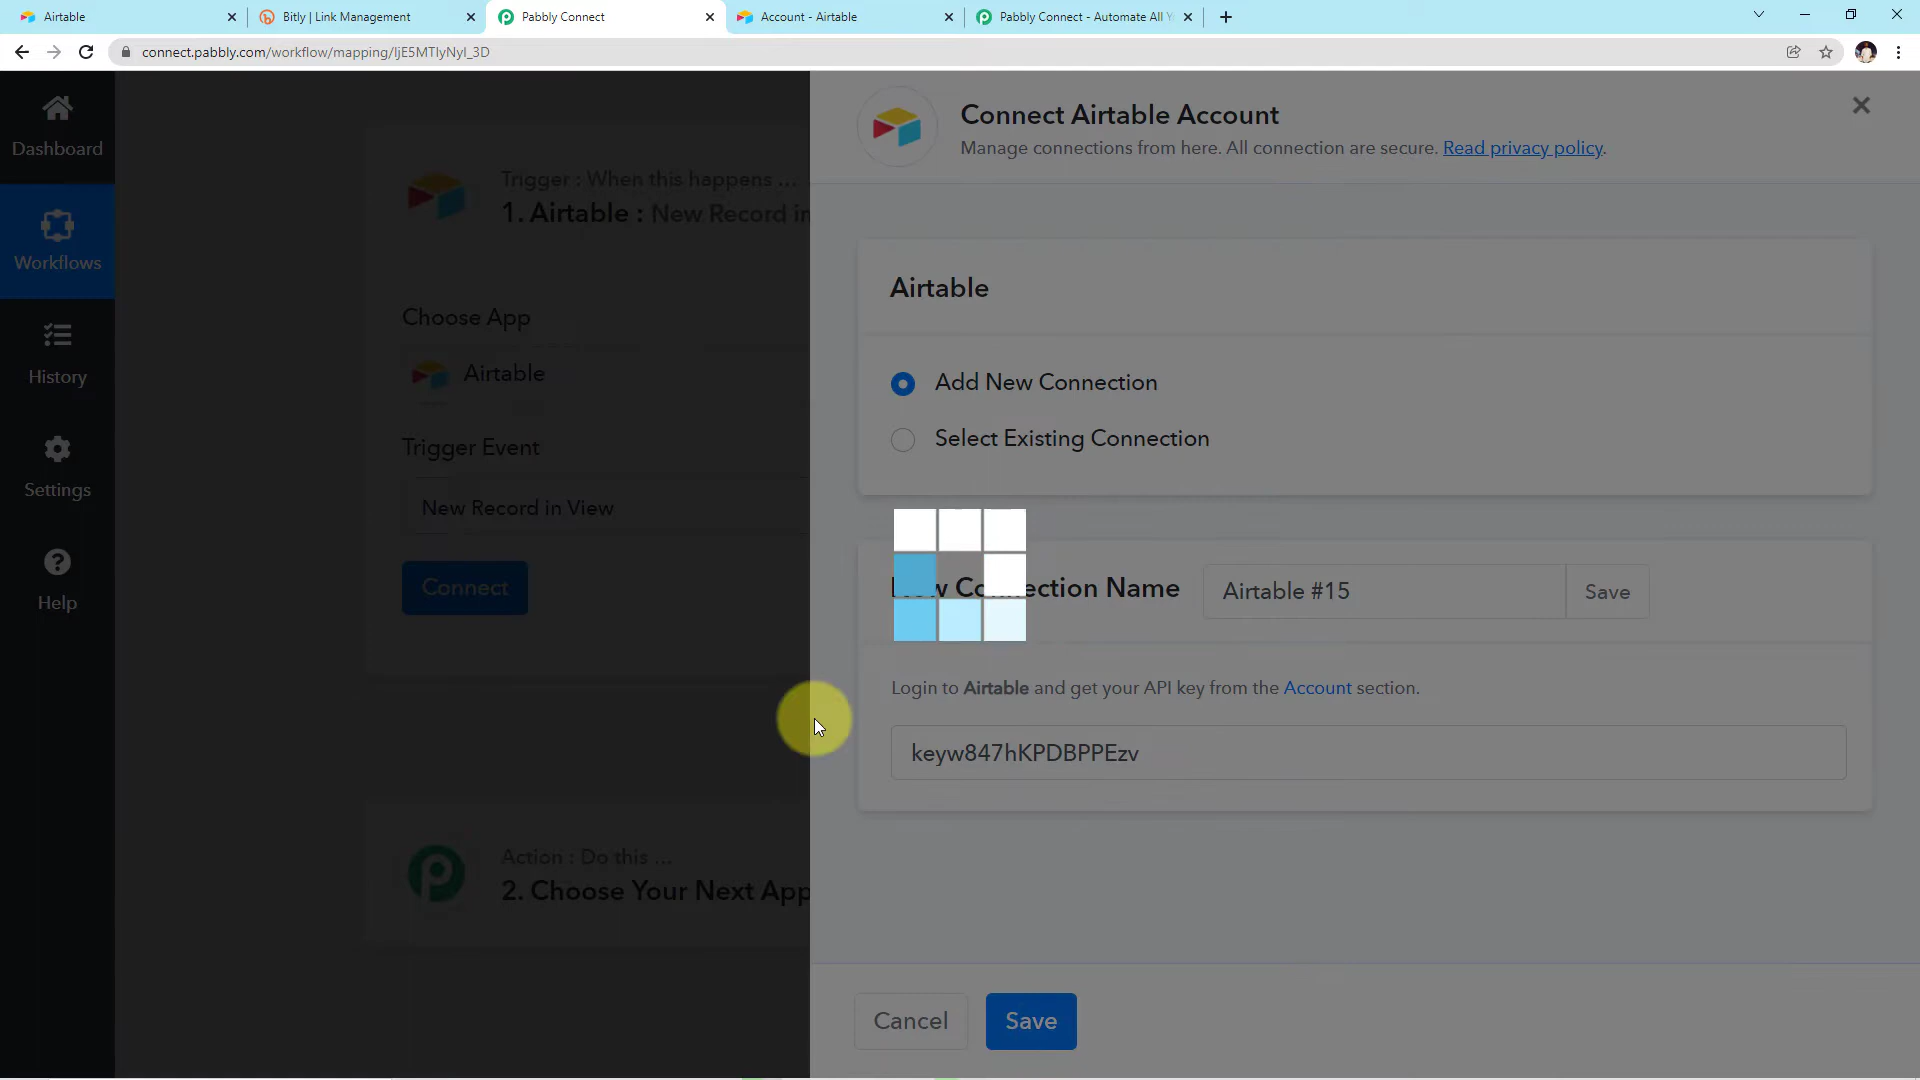 Airtable
Bitly | Link Management
Pabbly Connect
Account - Airtable
Pabbly Connect - Automate All Y
connect.pabbly.com/workflow/mapping/IjE5MTIyNyI_3D
Dashboard
Workflows
History
Settings
Help
Trigger : When this happens ...
1. Airtable : New Record in
Choose App
Airtable
Trigger Event
New Record in View
Connect
Action : Do this ...
2. Choose Your Next App
Connect Airtable Account
Manage connections from here. All connection are secure. Read privacy policy.
Airtable
Add New Connection
Select Existing Connection
New Connection Name
Airtable #15
Save
Login to Airtable and get your API key from the Account section.
keyw847hKPDBPPEzv
Cancel
Save